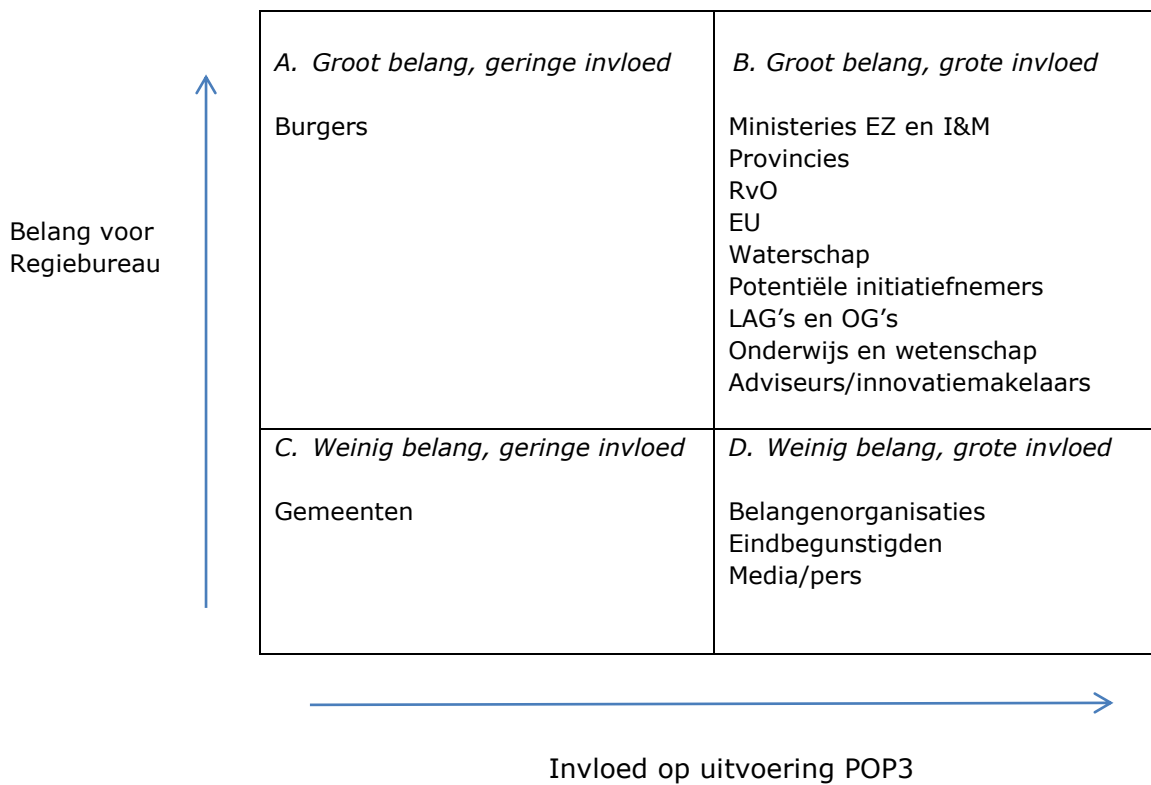 A. Groot belang, geringe invloed
Burgers
B. Groot belang, grote invloed
Ministeries EZ en I&M
Provincies
RvO
EU
Waterschap
Potentiële initiatiefnemers
LAG’s en OG’s
Onderwijs en wetenschap
Adviseurs/innovatiemakelaars
Belang voor
Regiebureau
C. Weinig belang, geringe invloed
Gemeenten
D. Weinig belang, grote invloed
Belangenorganisaties
Eindbegunstigden
Media/pers
Invloed op uitvoering POP3